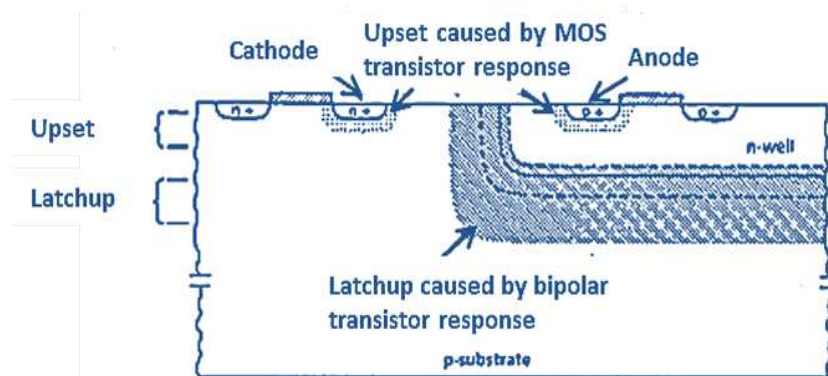 Cathode
Upset caused by MOS
transistor response
Anode
n+
n+
p+
p+
Upset
n-well
Latchup
Latchup caused by bipolar
transistor response
p-substrate